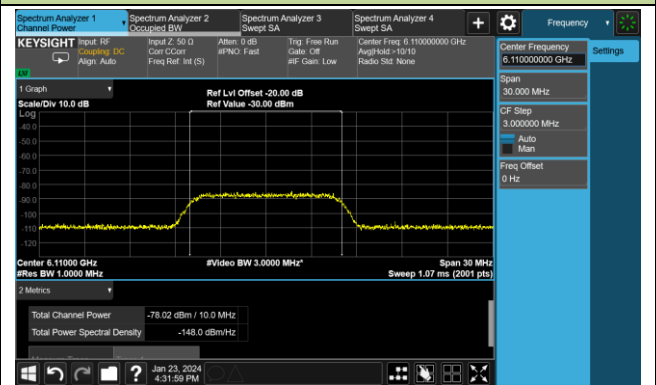 Spectrum Analyzer 1
Channel Power
Spectrum Analyzer 2
Occupied BW
Spectrum Analyzer 3
Swept SA
Spectrum Analyzer 4
Swept SA
+
Frequency
KEYSIGHT
Input: RF
Coupling: DC
Align: Auto
Input Z: 50 Ω
Corr CCorr
Freq Ref: Int (S)
Atten: 0 dB
#PNO: Fast
Trig: Free Run
Gate: Off
#IF Gain: Low
Center Freq: 6.110000000 GHz
Avg|Hold:>10/10
Radio Std: None
Center Frequency
6.110000000 GHz
Settings
Span
30.000 MHz
CF Step
3.000000 MHz
Auto
Man
Freq Offset
0 Hz
1 Graph
Scale/Div 10.0 dB
Ref Lvl Offset -20.00 dB
Ref Value -30.00 dBm
Log
-40.0
-50.0
-60.0
-70.0
-80.0
-90.0
-100
-110
-120
Center 6.11000 GHz
#Res BW 1.0000 MHz
#Video BW 3.0000 MHz*
Span 30 MHz
Sweep 1.07 ms (2001 pts)
2 Metrics
Total Channel Power -78.02 dBm / 10.0 MHz
Total Power Spectral Density -148.0 dBm/Hz
?
Jan 23, 2024
4:31:59 PM